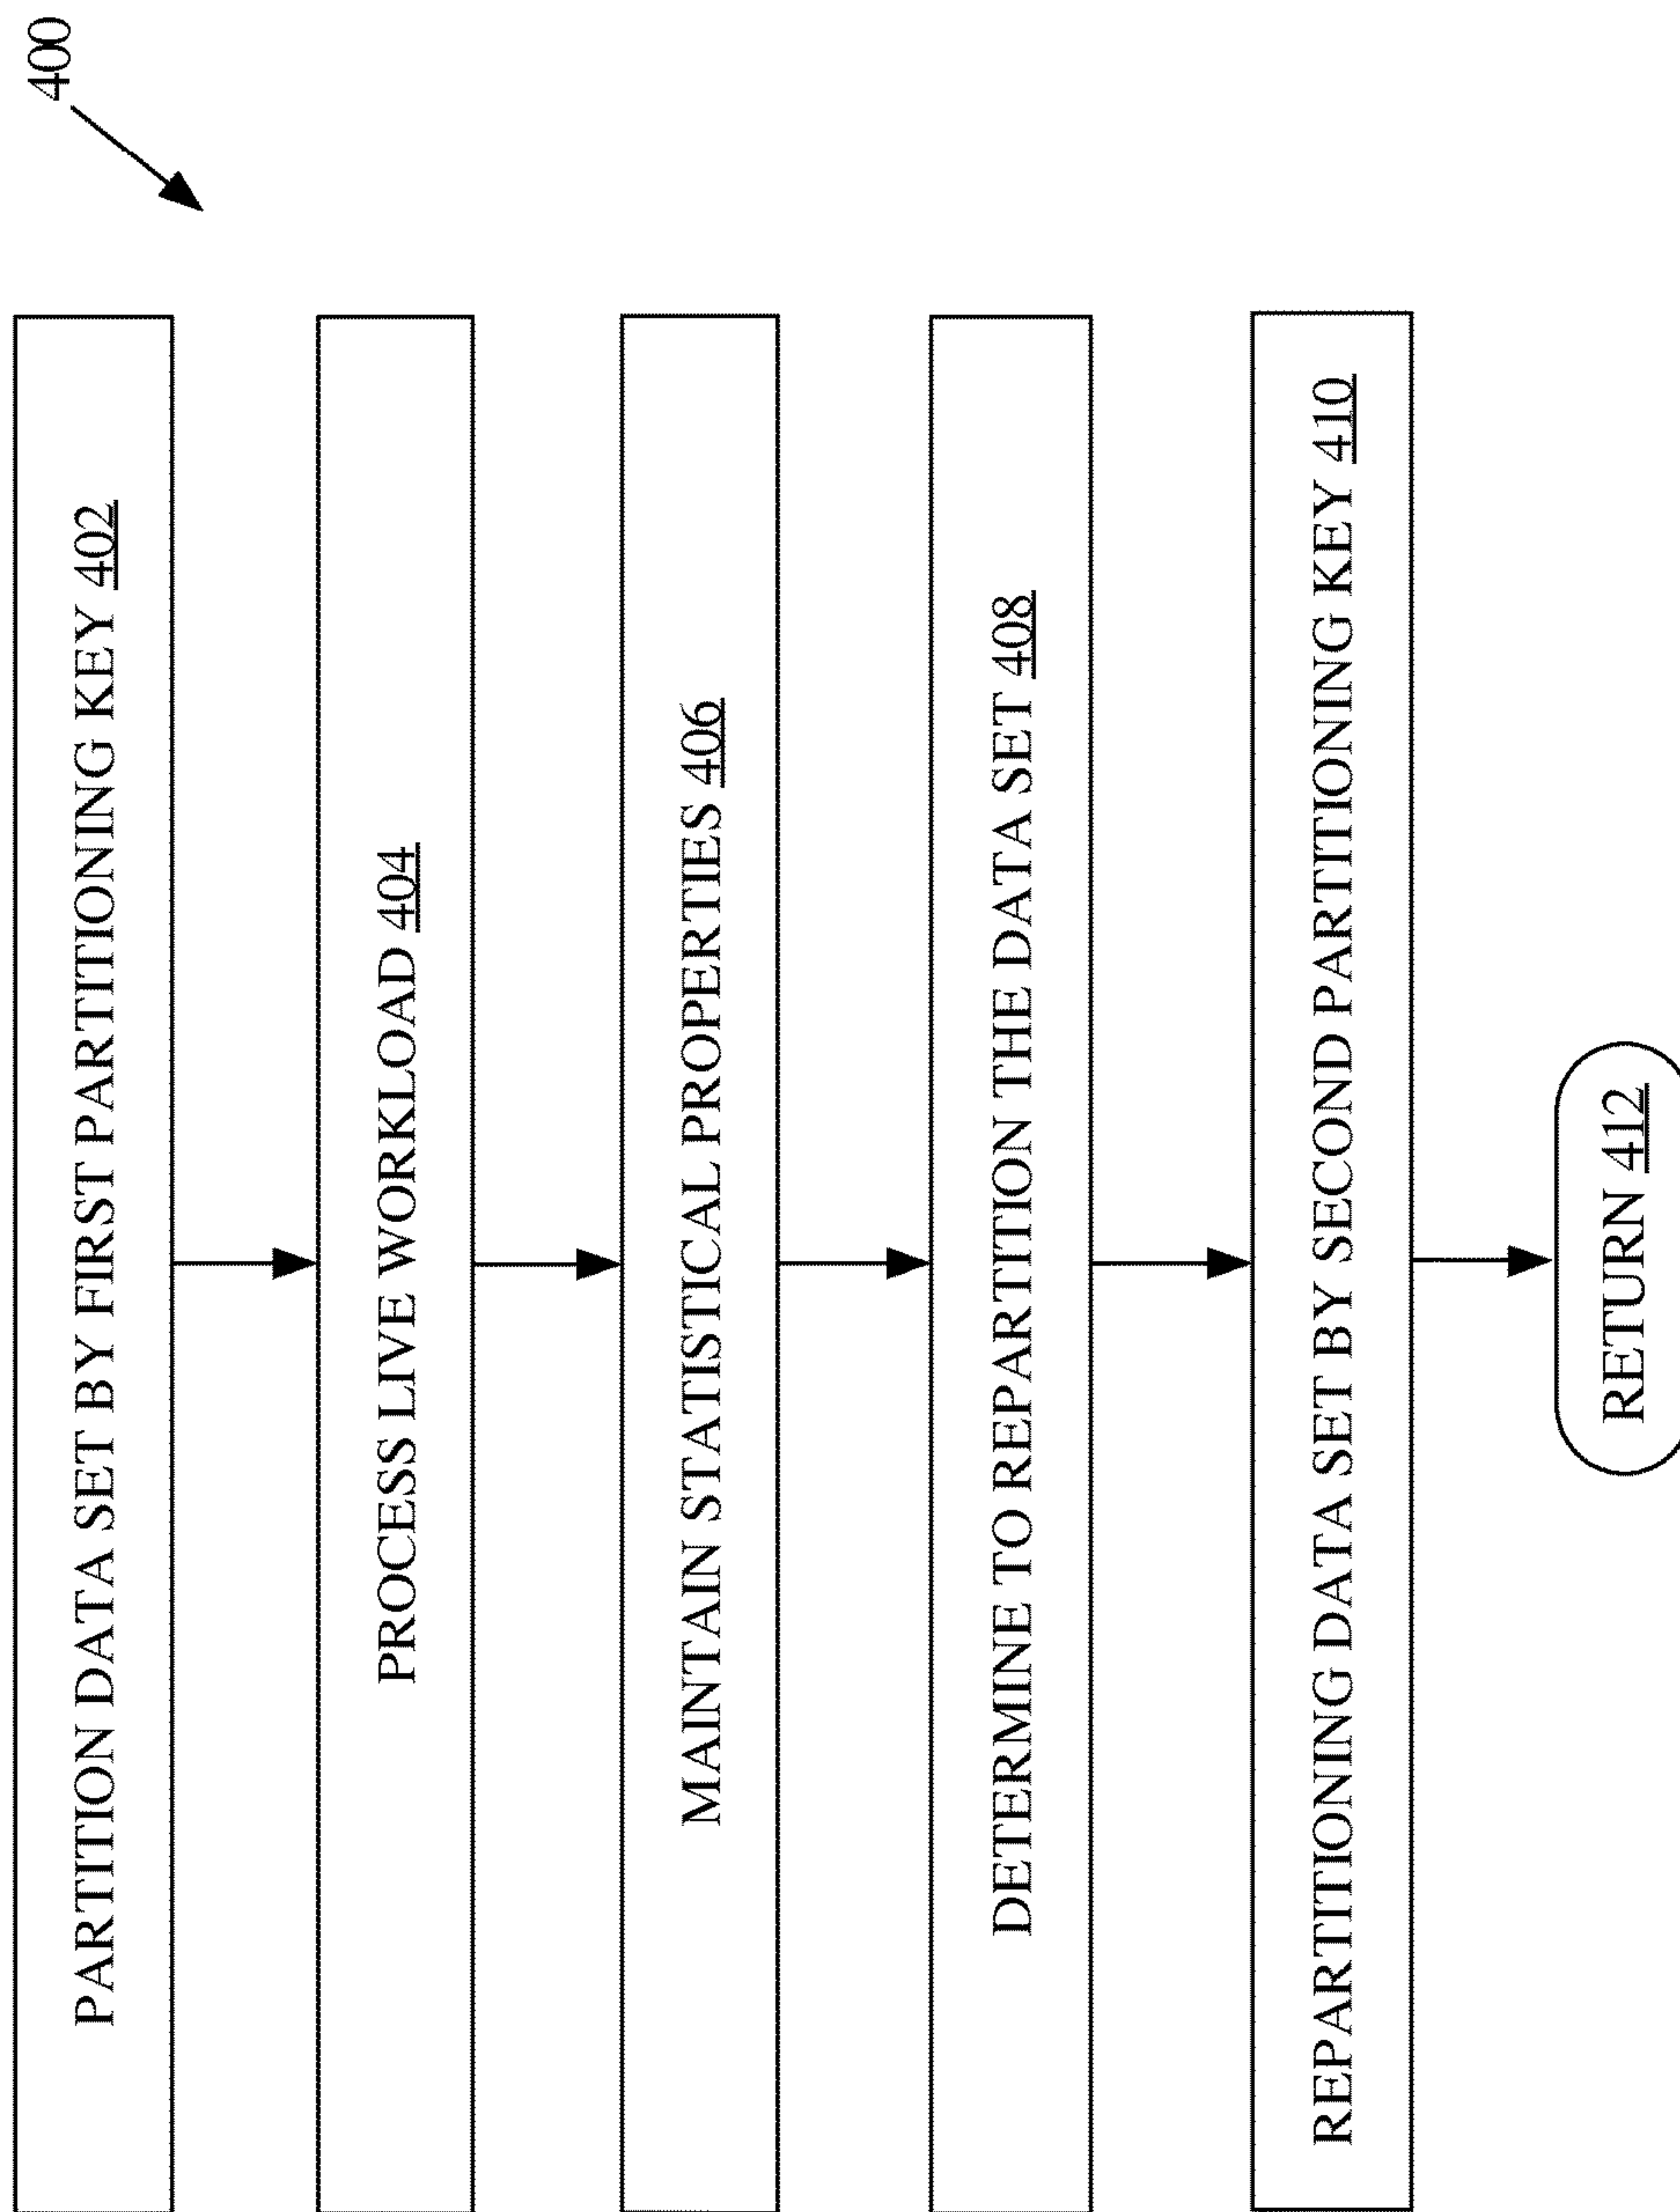 400
PARTITION DATA SET BY FIRST PARTITIONING KEY 402
PROCESS LIVE WORKLOAD 404
MAINTAIN STATISTICAL PROPERTIES 406
DETERMINE TO REPARTITION THE DATA SET 408
REPARTITIONING DATA SET BY SECOND PARTITIONING KEY 410
RETURN 412